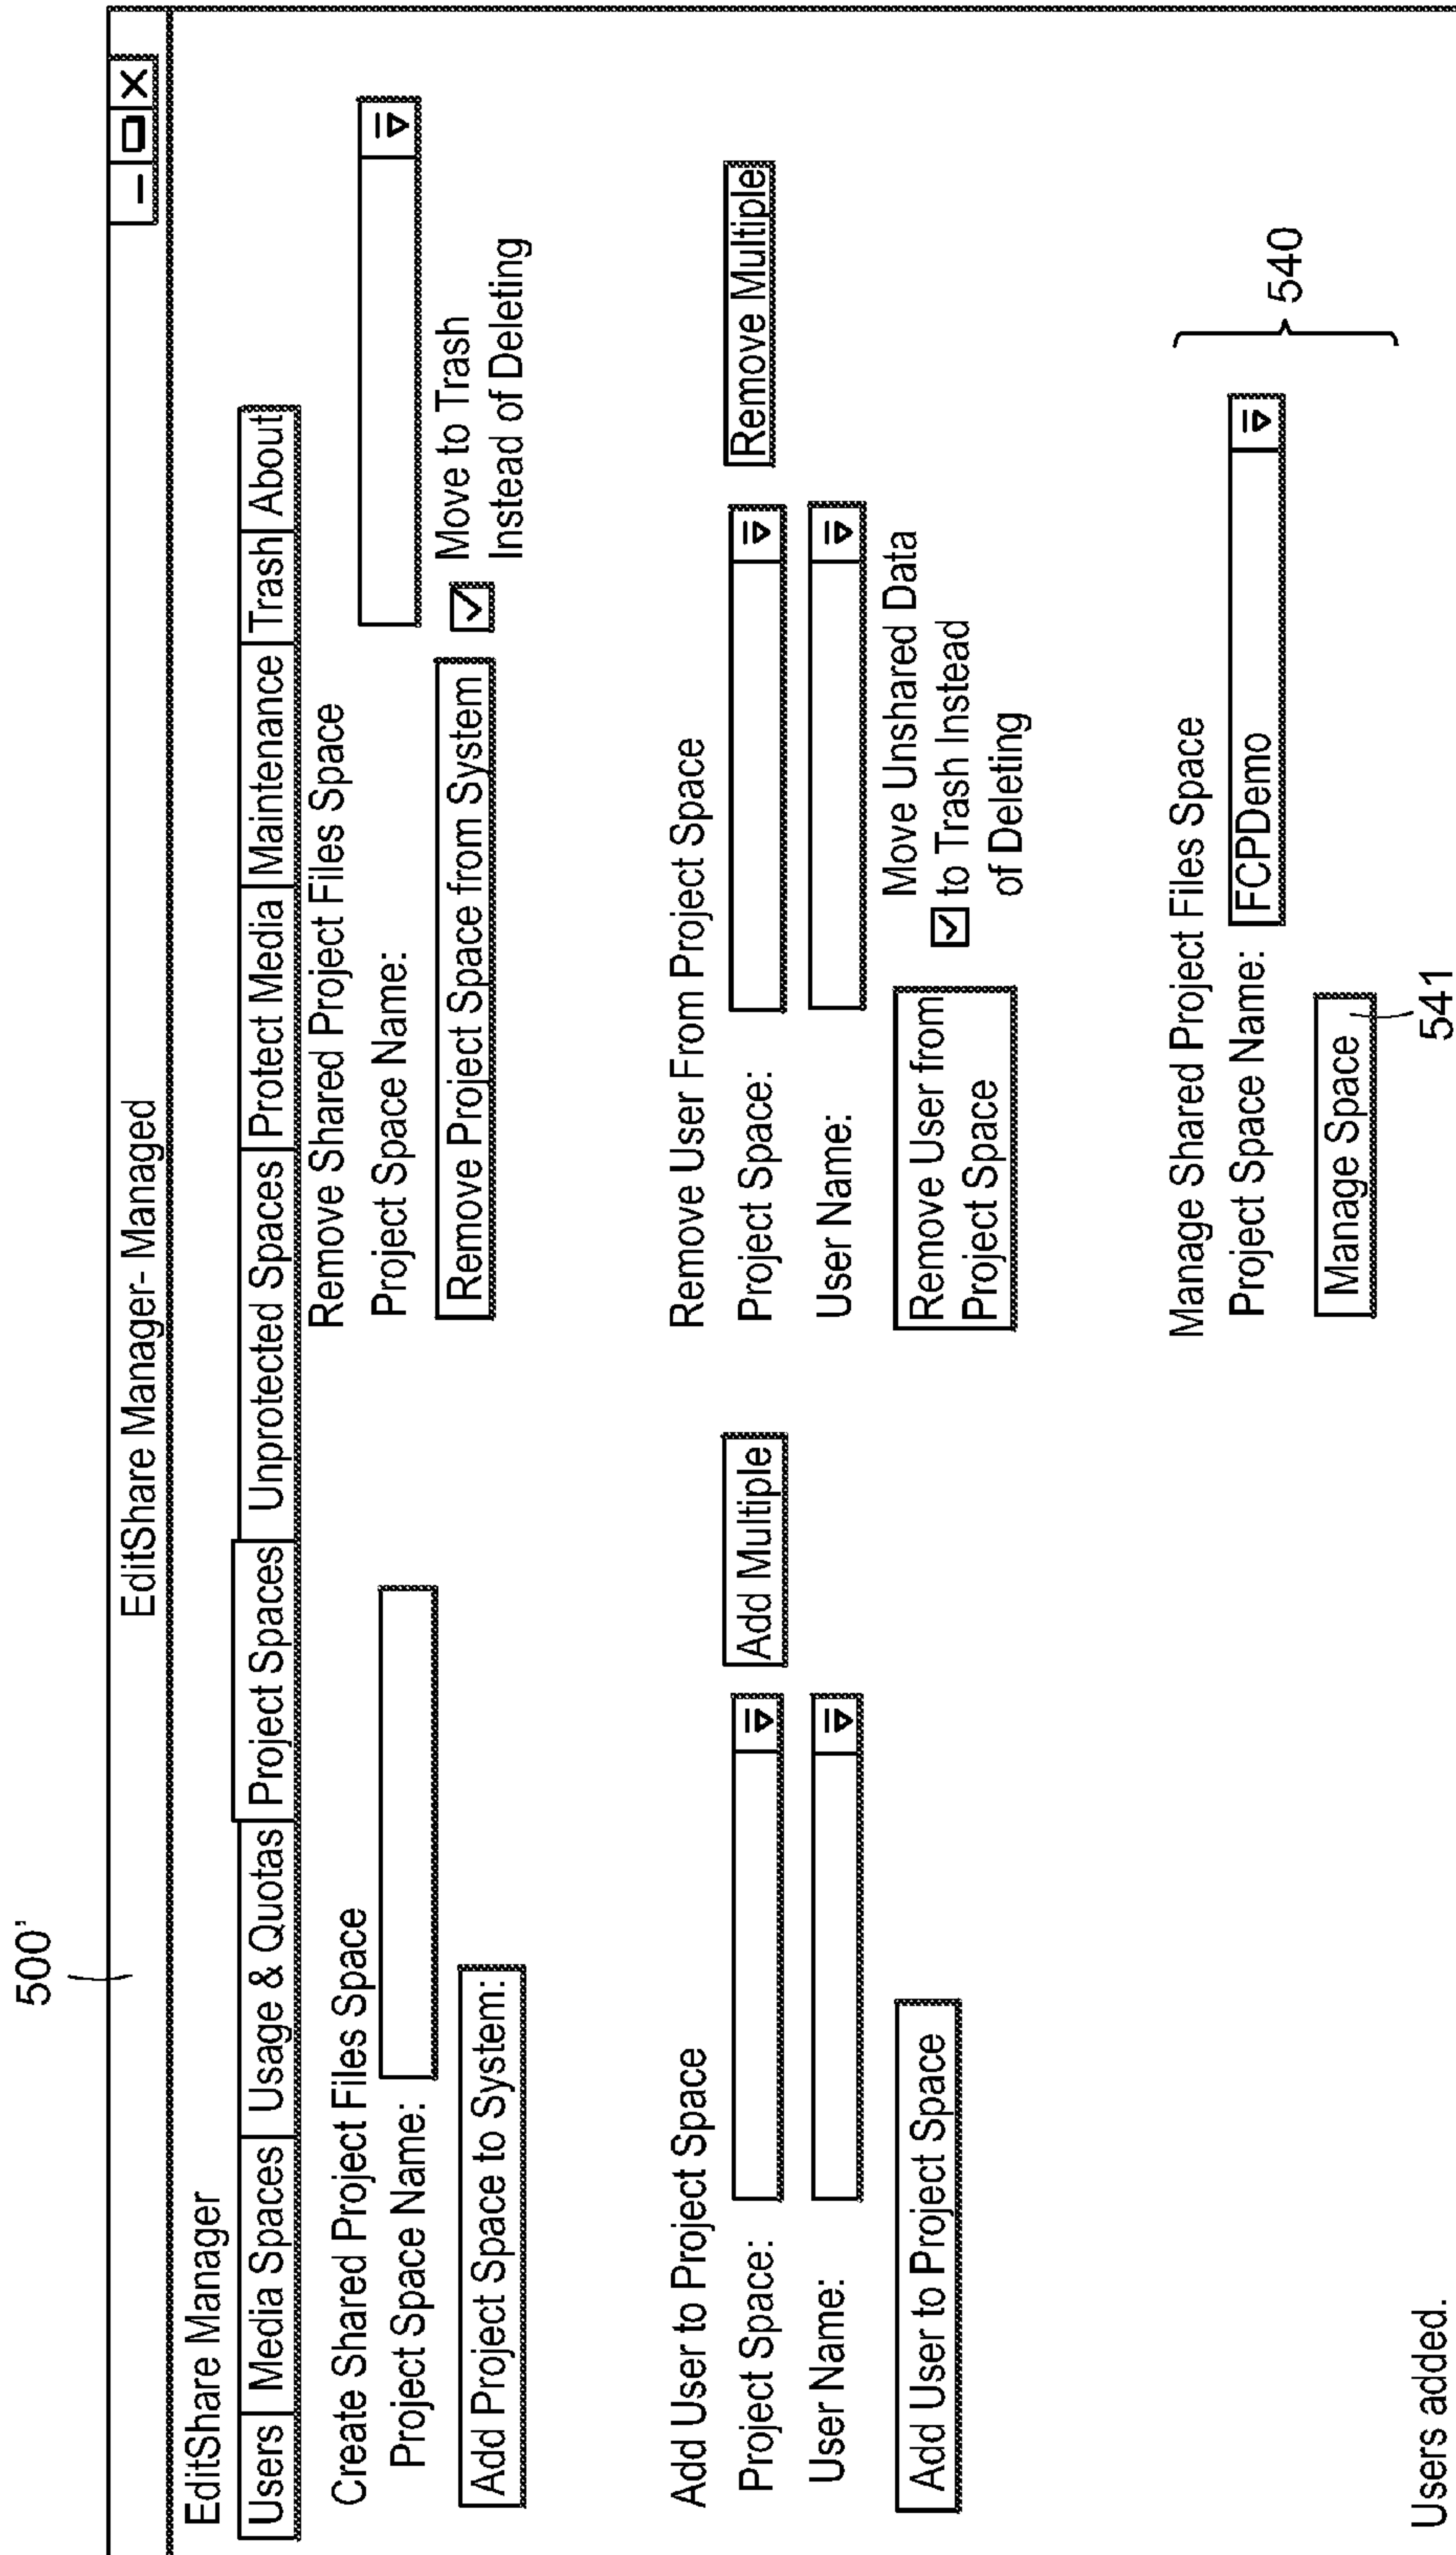 500'
EditShare Manager- Managed
EditShare Manager
Users Media Spaces Usage & Quotas Project Spaces Unprotected Spaces Protect Media Maintenance Trash About
Create Shared Project Files Space
Project Space Name:
Add Project Space to System:
Remove Shared Project Files Space
Project Space Name:
Remove Project Space from System
Move to Trash
Instead of Deleting
Add User to Project Space
Project Space:
Add Multiple
User Name:
Add User to Project Space
Remove User From Project Space
Project Space:
Remove Multiple
User Name:
Remove User from
Project Space
Move Unshared Data
to Trash Instead
of Deleting
Manage Shared Project Files Space
Project Space Name: FCPDemo
Manage Space
540
541
Users added.